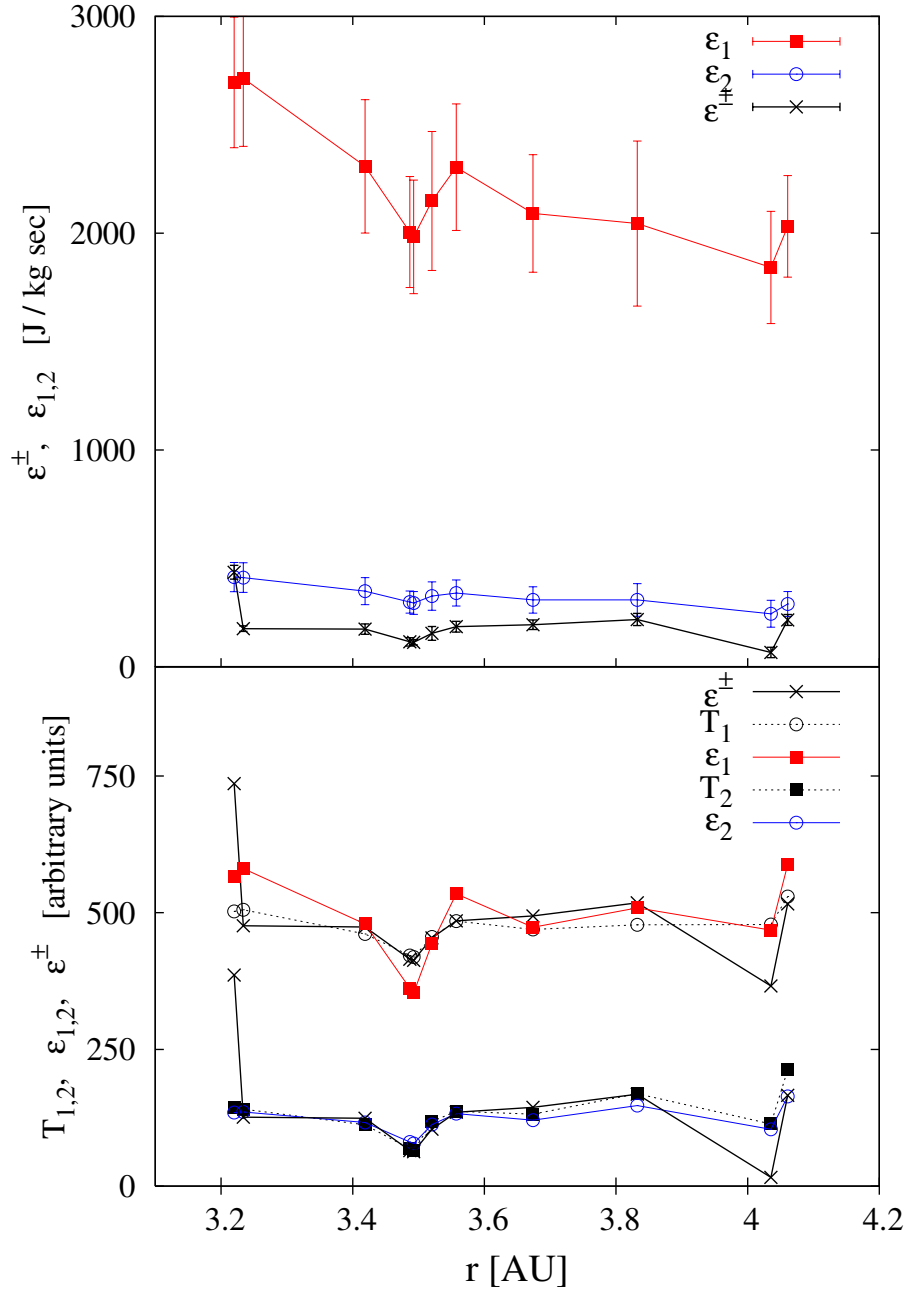 3000
2000
1000
0
ε± , ε1,2 [J / kg sec]
ε1
ε2
ε±
750
500
250
0
T1,2, ε1,2, ε± [arbitrary units]
ε±
T1
ε1
T2
ε2
3.2 3.4 3.6 3.8 4 4.2
r [AU]